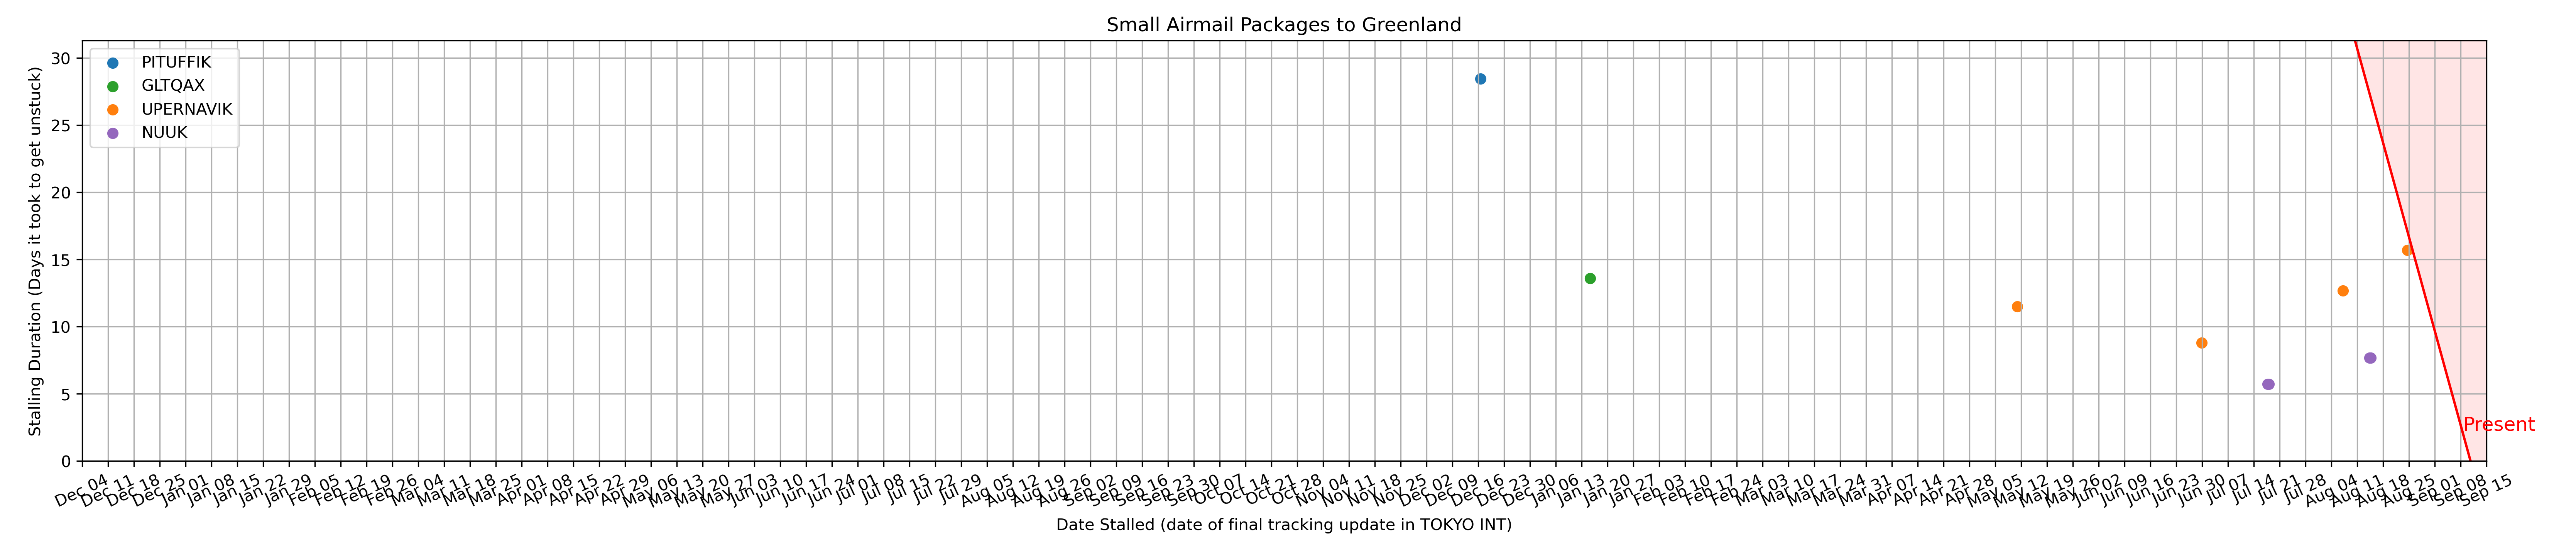 Small Airmail Packages to Greenland
PITUFFIK
GLTQAX
UPERNAVIK
NUUK
Stalling Duration (Days it took to get unstuck)
30
25
20
15
10
5
0
Present
Dec 04
Dec 11
Dec 18
Dec 25
Jan 01
Jan 08
Jan 15
Jan 22
Jan 29
Feb 05
Feb 12
Feb 19
Feb 26
Mar 04
Mar 11
Mar 18
Mar 25
Apr 01
Apr 08
Apr 15
Apr 22
Apr 29
May 06
May 13
May 20
May 27
Jun 03
Jun 10
Jun 17
Jun 24
Jul 01
Jul 08
Jul 15
Jul 22
Jul 29
Aug 05
Aug 12
Aug 19
Aug 26
Sep 02
Sep 09
Sep 16
Sep 23
Sep 30
Oct 07
Oct 14
Oct 21
Oct 28
Nov 04
Nov 11
Nov 18
Nov 25
Dec 02
Dec 09
Dec 16
Dec 23
Dec 30
Jan 06
Jan 13
Jan 20
Jan 27
Feb 03
Feb 10
Feb 17
Feb 24
Mar 03
Mar 10
Mar 17
Mar 24
Mar 31
Apr 07
Apr 14
Apr 21
Apr 28
May 05
May 12
May 19
May 26
Jun 02
Jun 09
Jun 16
Jun 23
Jun 30
Jul 07
Jul 14
Jul 21
Jul 28
Aug 04
Aug 11
Aug 18
Aug 25
Sep 01
Sep 08
Sep 15
Date Stalled (date of final tracking update in TOKYO INT)